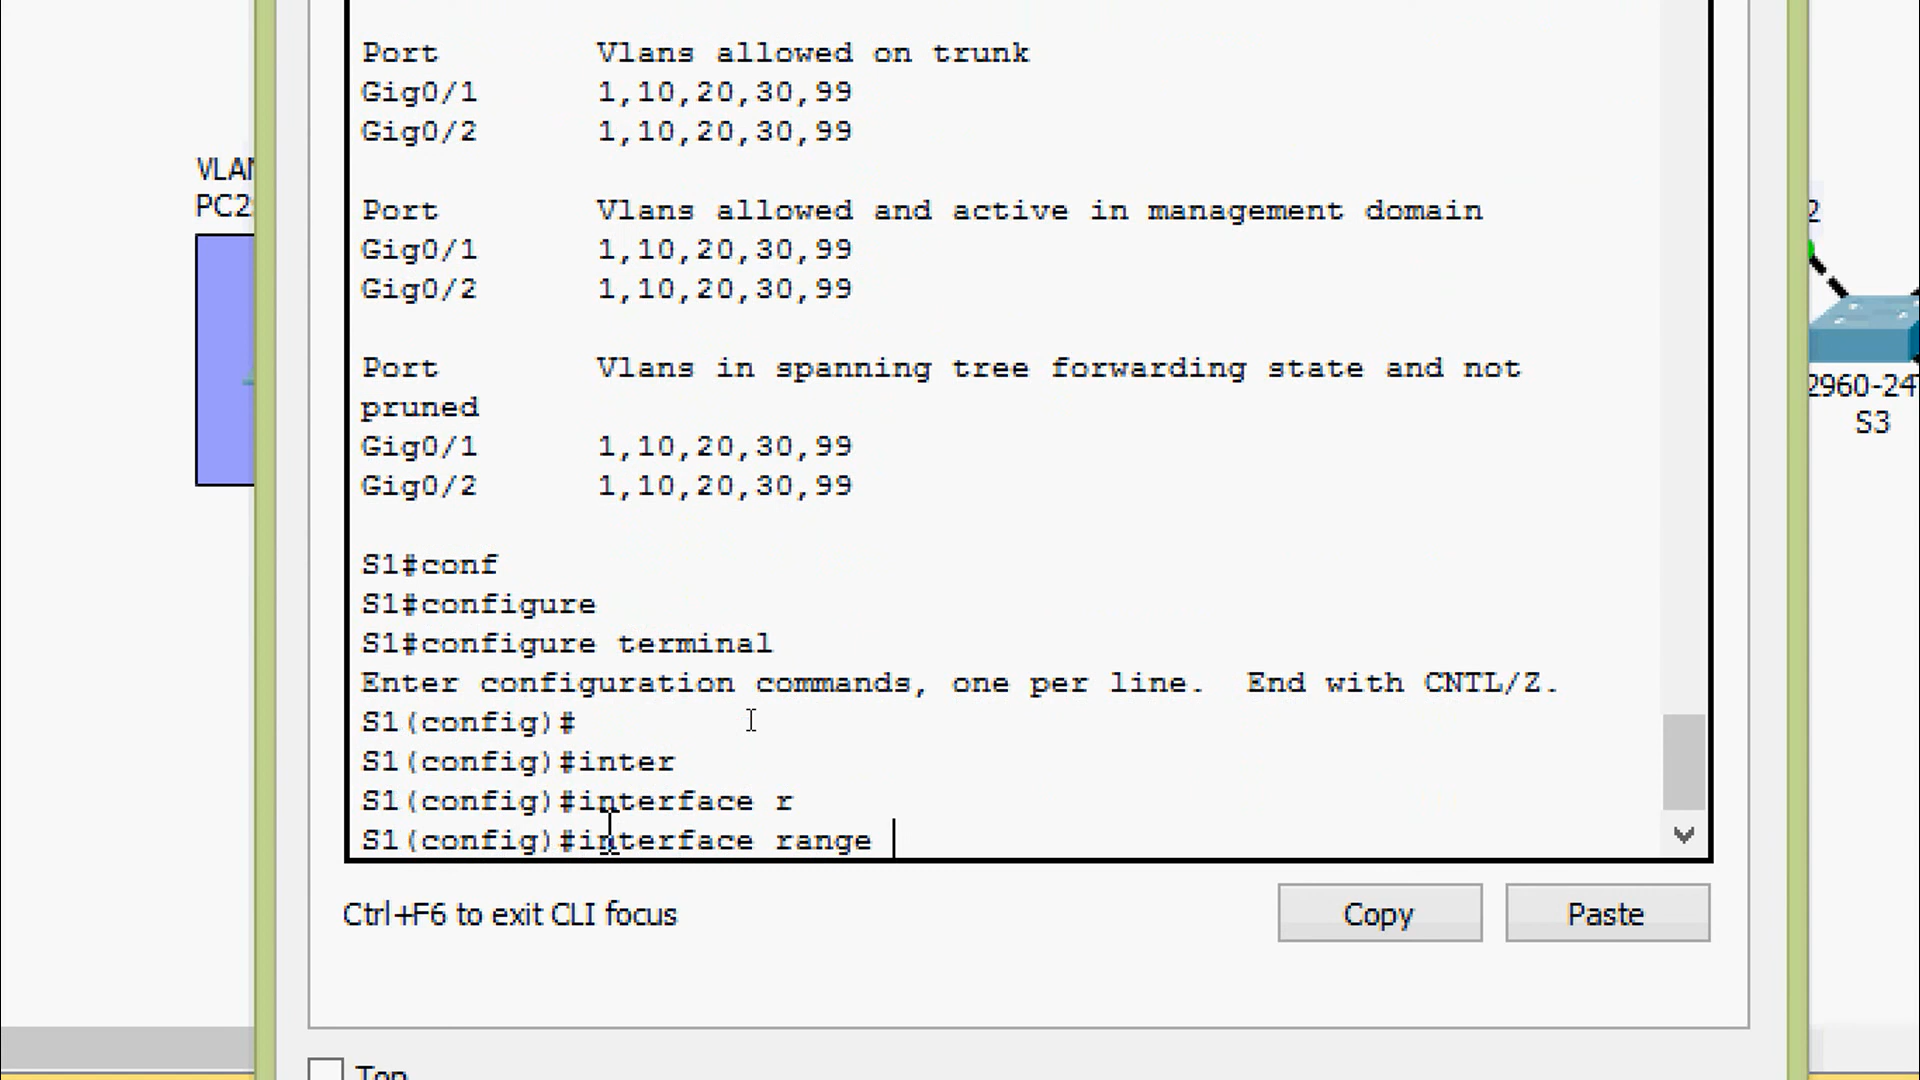 Port Vlans allowed on trunk
Gig0/1 1,10,20,30,99
Gig0/2 1,10,20,30,99
VLAN
PC2
2
Port Vlans allowed and active in management domain
Gig0/1 1,10,20,30,99
Gig0/2 1,10,20,30,99
Port Vlans in spanning tree forwarding state and not
pruned
Gig0/1 1,10,20,30,99
Gig0/2 1,10,20,30,99
2960-24
S3
S1#conf
S1#configure
S1#configure terminal
Enter configuration commands, one per line. End with CNTL/Z.
S1(config)#
S1(config)#inter
S1(config)#interface r
S1(config)#interface range
Ctrl+F6 to exit CLI focus
Copy
Paste
Top